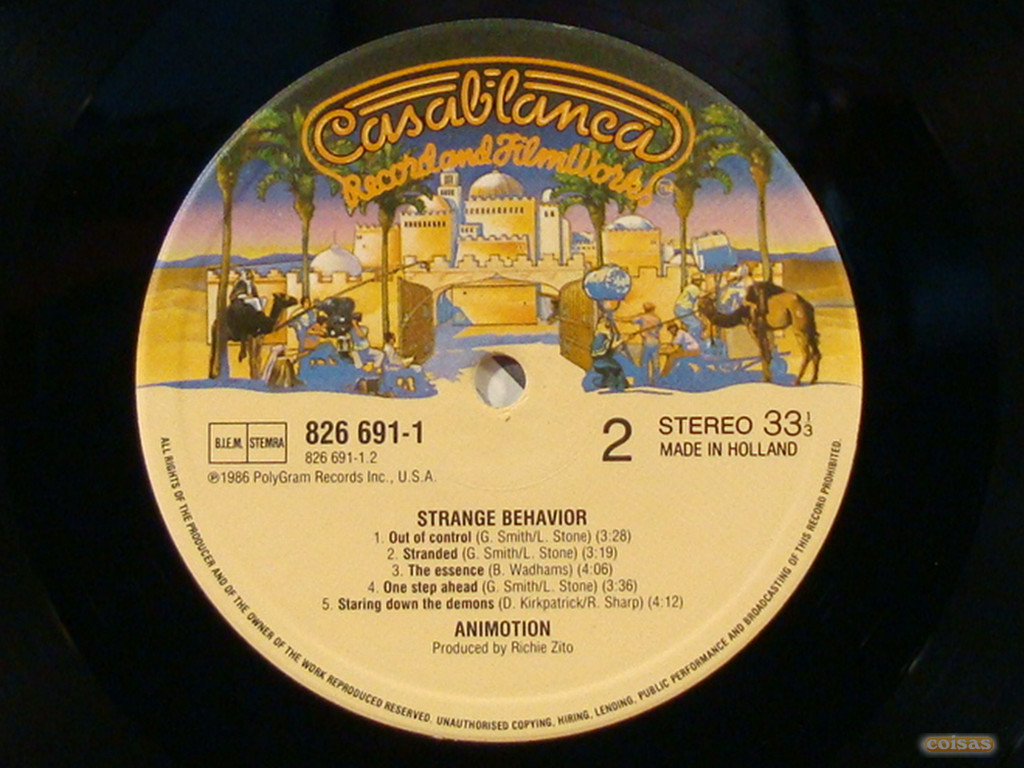 Casablanca
Record and FilmWorks
B.I.E.M. STEMRA
826 691-1
826 691-1.2
℗1986 PolyGram Records Inc., U.S.A.
2
STEREO 33 1/3
MADE IN HOLLAND
STRANGE BEHAVIOR
1. Out of control (G. Smith/L. Stone) (3:28)
2. Stranded (G. Smith/L. Stone) (3:19)
3. The essence (B. Wadhams) (4:06)
4. One step ahead (G. Smith/L. Stone) (3:36)
5. Staring down the demons (D. Kirkpatrick/R. Sharp) (4:12)
ANIMOTION
Produced by Richie Zito
ALL RIGHTS OF THE PRODUCER AND OF THE OWNER OF THE WORK REPRODUCED RESERVED. UNAUTHORISED COPYING, HIRING, LENDING, PUBLIC PERFORMANCE AND BROADCASTING OF THIS RECORD PROHIBITED.
coisas